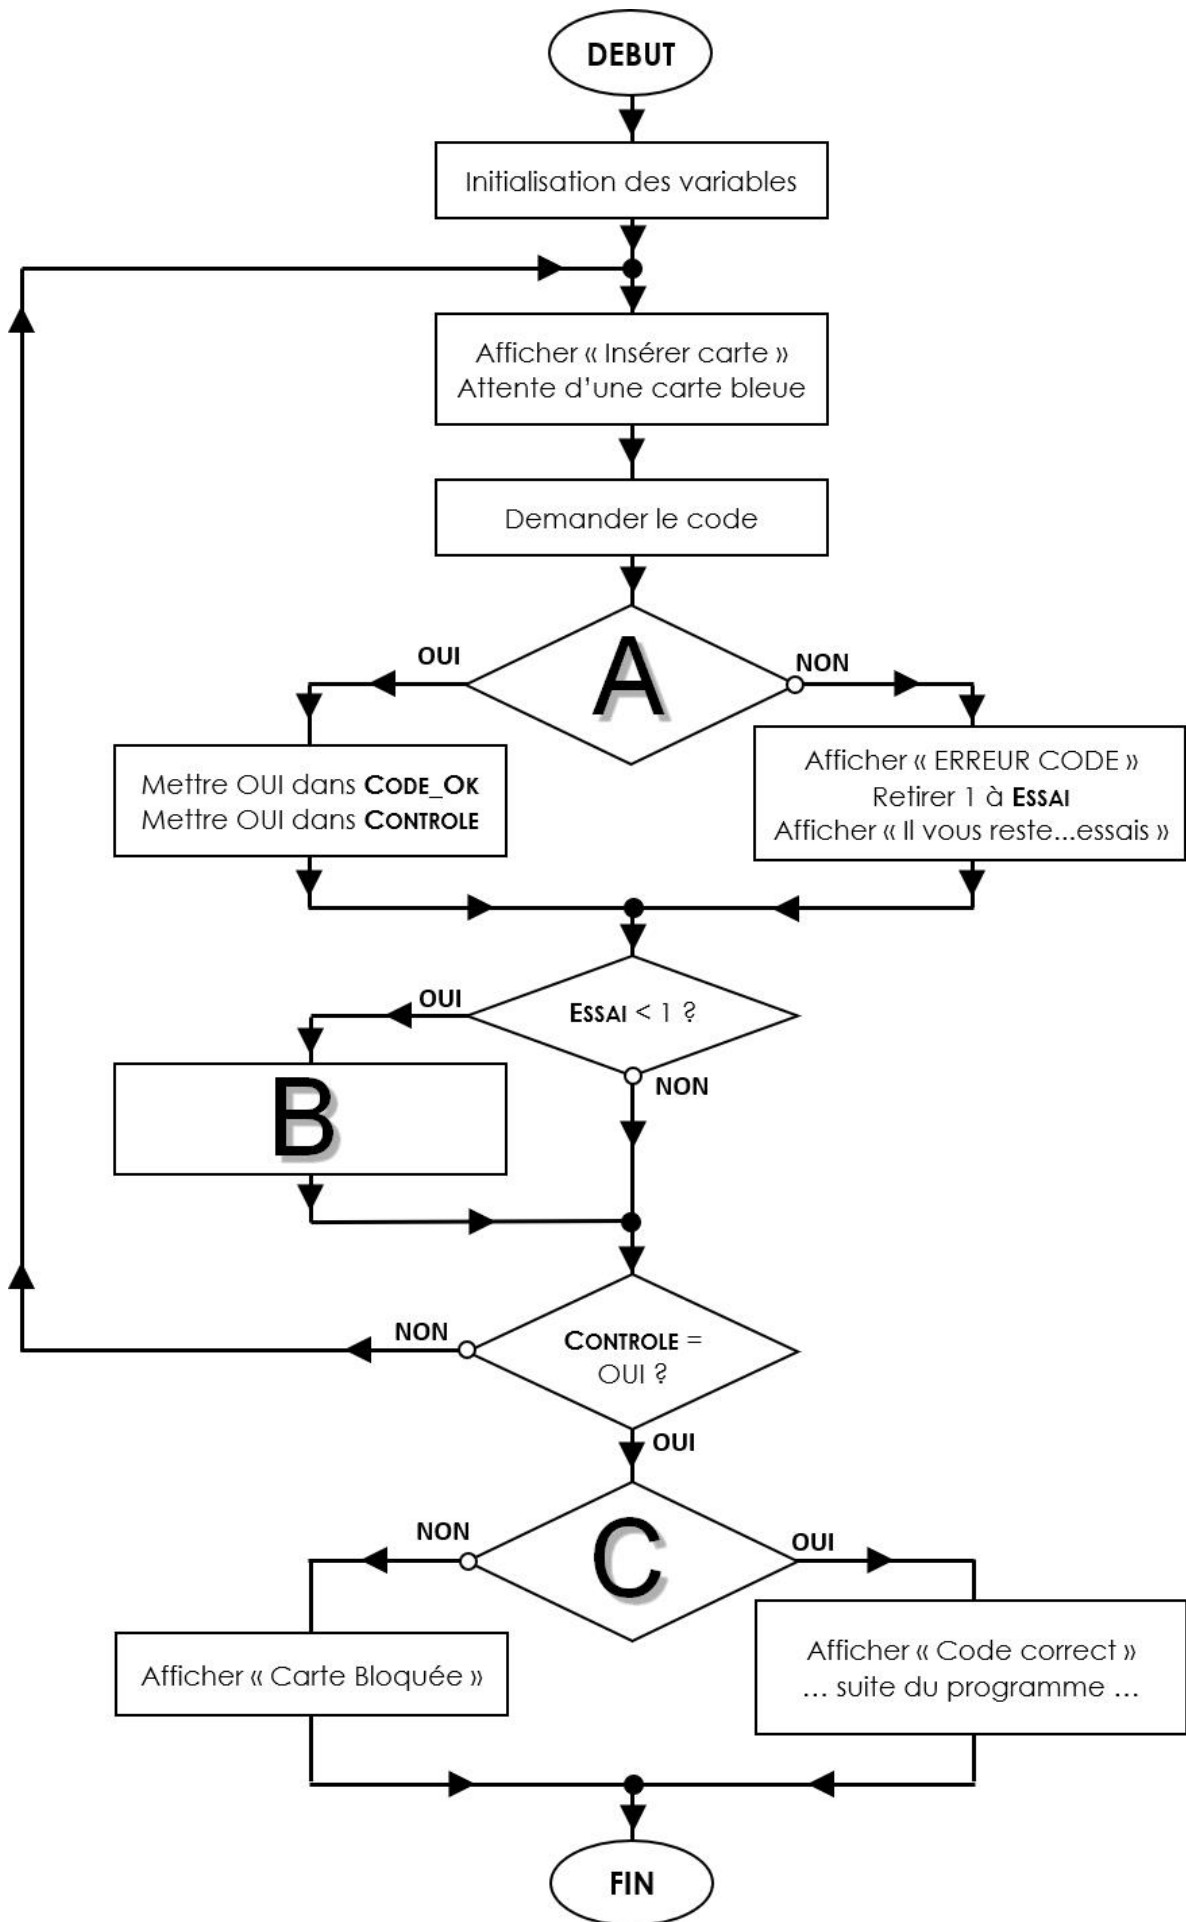 DEBUT
Initialisation des variables
Afficher « Insérer carte »
Attente d'une carte bleue
Demander le code
A
OUI
NON
Mettre OUI dans CODE_OK
Mettre OUI dans CONTROLE
Afficher « ERREUR CODE »
Retirer 1 à ESSAI
Afficher « Il vous reste...essais »
ESSAI < 1 ?
OUI
NON
B
CONTROLE =
OUI ?
NON
OUI
C
NON
OUI
Afficher « Carte Bloquée »
Afficher « Code correct »
... suite du programme ...
FIN